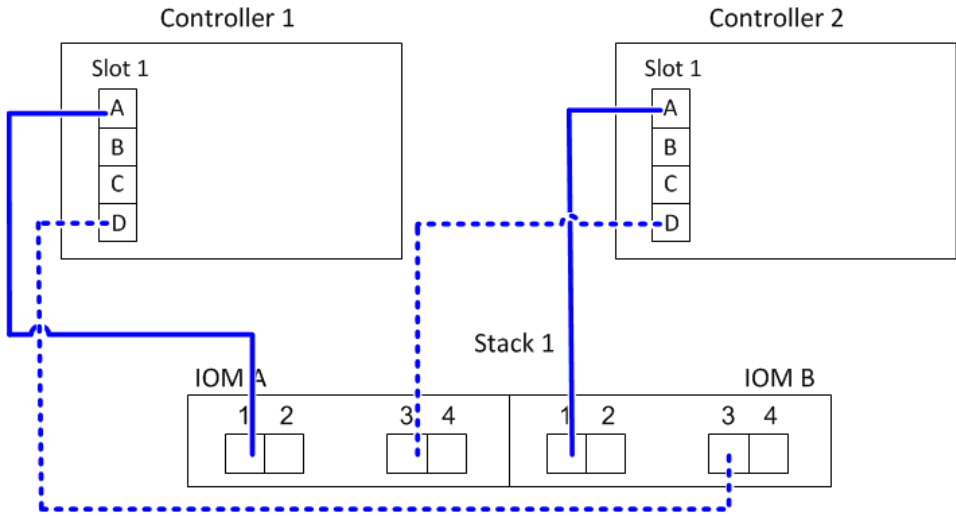 Controller 1
Controller 2
Slot 1
Slot 1
A
B
C
D
A
B
C
D
Stack 1
IOM A
IOM B
1 2 3 4 1 2 3 4